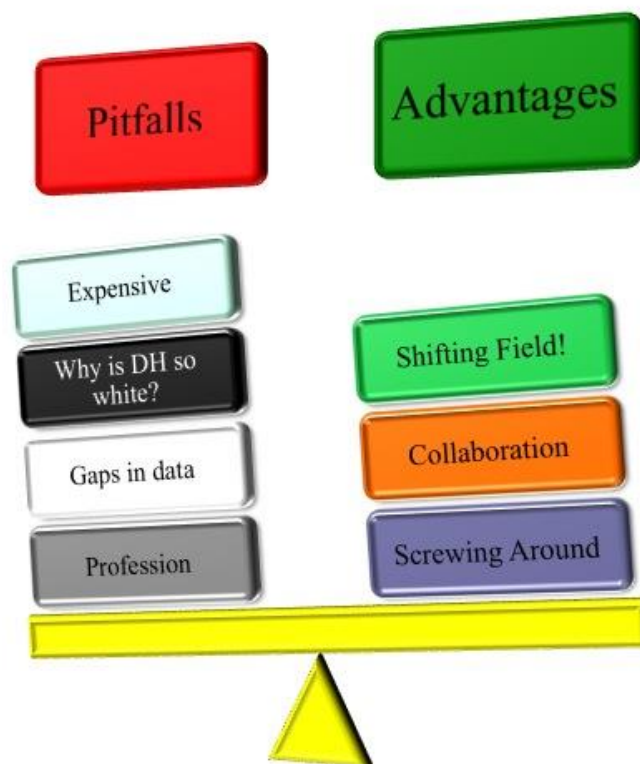 Pitfalls
Advantages
Expensive
Why is DH so
white?
Gaps in data
Profession
Shifting Field!
Collaboration
Screwing Around